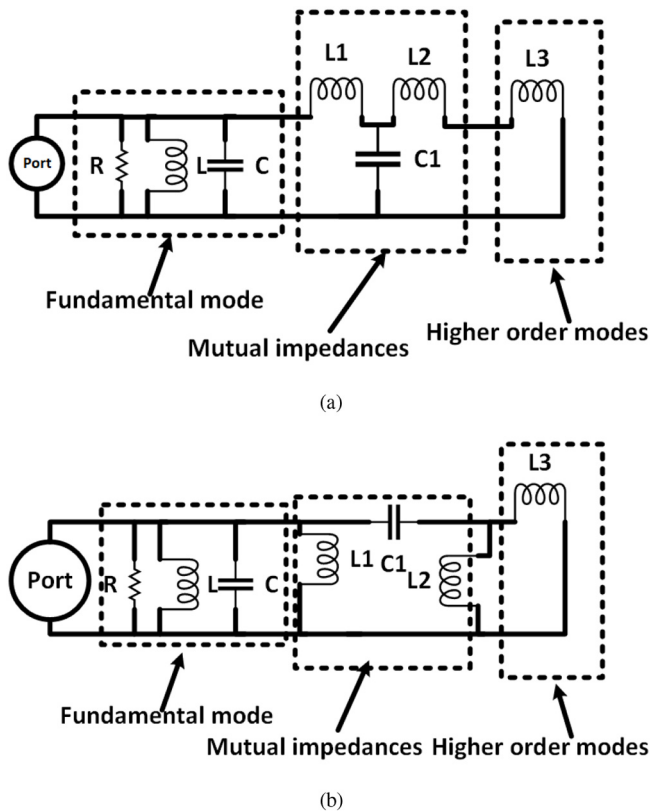 L1 L2 L3
Port R L C C1
Fundamental mode
Mutual impedances
Higher order modes
(a)
L3
Port R L C L1 C1 L2
Fundamental mode
Mutual impedances Higher order modes
(b)